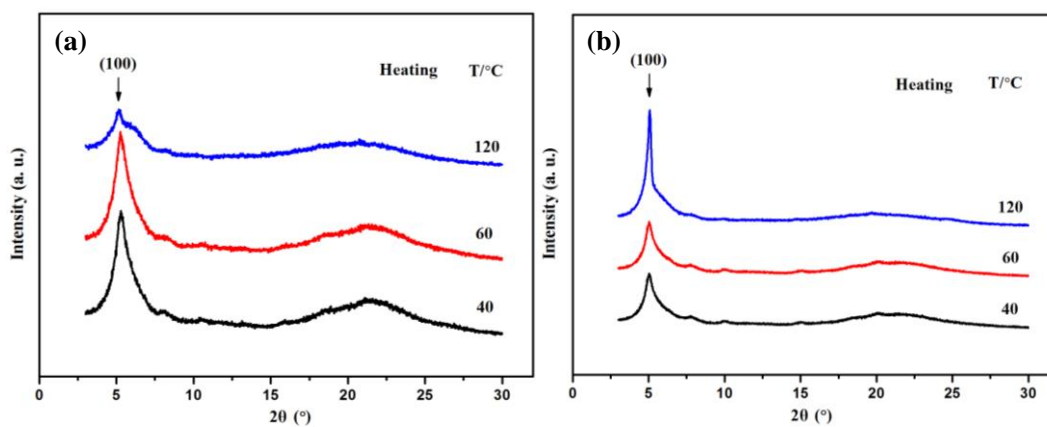 (a)
(100)
Heating T/°C
120
60
40
Intensity (a. u.)
0 5 10 15 20 25 30
2θ (°)
(b)
(100)
Heating T/°C
120
60
40
Intensity (a. u.)
0 5 10 15 20 25 30
2θ (°)